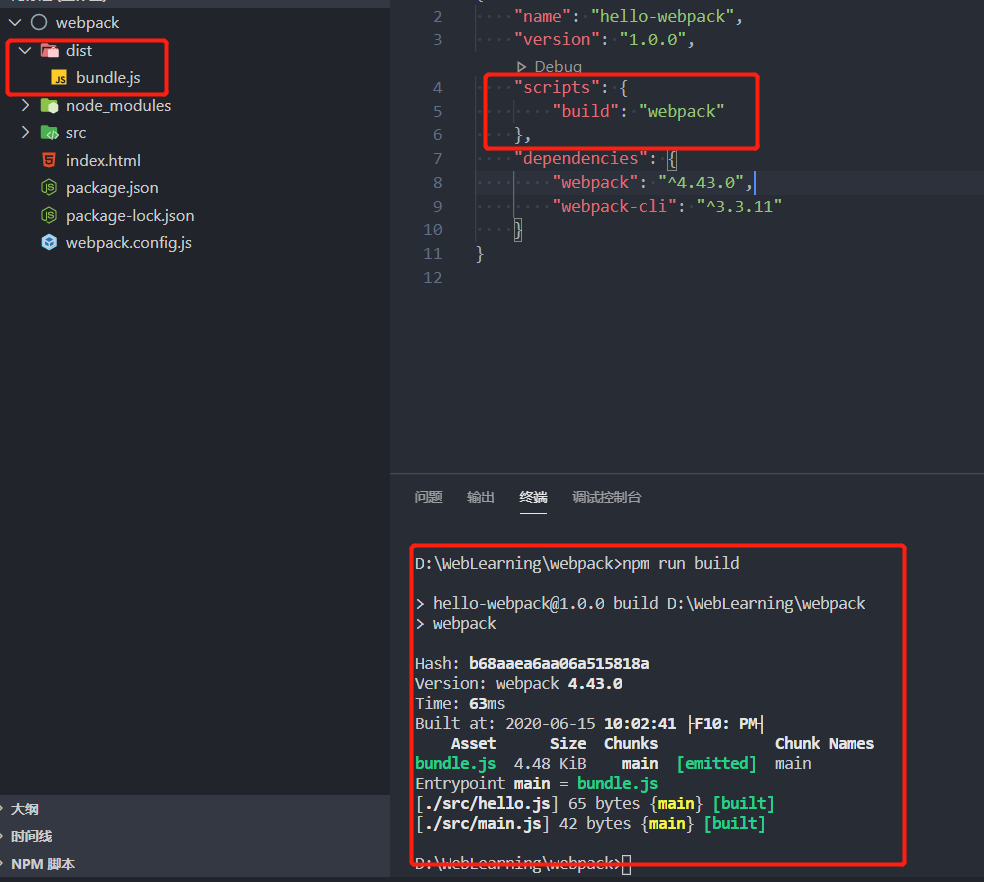 webpack
dist
bundle.js
node_modules
src
index.html
package.json
package-lock.json
webpack.config.js
大纲
时间线
NPM 脚本
2 "name": "hello-webpack",
3 "version": "1.0.0",
Debug
4 "scripts": {
5 "build": "webpack"
6 },
7 "dependencies": {
8 "webpack": "^4.43.0",
9 "webpack-cli": "^3.3.11"
10 }
11 }
12
问题 输出 终端 调试控制台
D:\WebLearning\webpack>npm run build
> hello-webpack@1.0.0 build D:\WebLearning\webpack
> webpack
Hash: b68aaea6aa06a515818a
Version: webpack 4.43.0
Time: 63ms
Built at: 2020-06-15 10:02:41 ├F10: PM┤
Asset Size Chunks Chunk Names
bundle.js 4.48 KiB main [emitted] main
Entrypoint main = bundle.js
[./src/hello.js] 65 bytes {main} [built]
[./src/main.js] 42 bytes {main} [built]
D:\WebLearning\webpack>